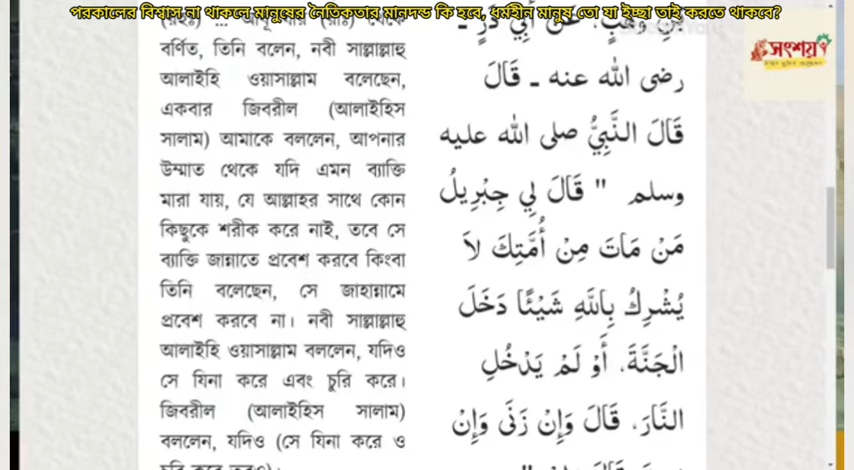 পরকালের বিশ্বাস না থাকলে মানুষের নৈতিকতার মানদন্ড কি হবে, ধর্মহীন মানুষ তো যা ইচ্ছা তাই করতে থাকবে?
বর্ণিত, তিনি বলেন, নবী সাল্লাল্লাহু
আলাইহি ওয়াসাল্লাম বলেছেন,
একবার জিবরীল (আলাইহিস
সালাম) আমাকে বললেন, আপনার
উম্মাত থেকে যদি এমন ব্যাক্তি
মারা যায়, যে আল্লাহর সাথে কোন
কিছুকে শরীক করে নাই, তবে সে
ব্যাক্তি জান্নাতে প্রবেশ করবে কিংবা
তিনি বলেছেন, সে জাহান্নামে
প্রবেশ করবে না। নবী সাল্লাল্লাহু
আলাইহি ওয়াসাল্লাম বললেন, যদিও
সে যিনা করে এবং চুরি করে।
জিবরীল (আলাইহিস সালাম)
বললেন, যদিও (সে যিনা করে ও
بْنِ وَهْبٍ، عَنْ أَبِي ذَرٍّ ـ
رضى الله عنه ـ قَالَ
قَالَ النَّبِيُّ صلى الله عليه
وسلم ‏"‏ قَالَ لِي جِبْرِيلُ
مَنْ مَاتَ مِنْ أُمَّتِكَ لاَ
يُشْرِكُ بِاللَّهِ شَيْئًا دَخَلَ
الْجَنَّةَ، أَوْ لَمْ يَدْخُلِ
النَّارَ، قَالَ وَإِنْ زَنَى وَإِنْ
সংশয়